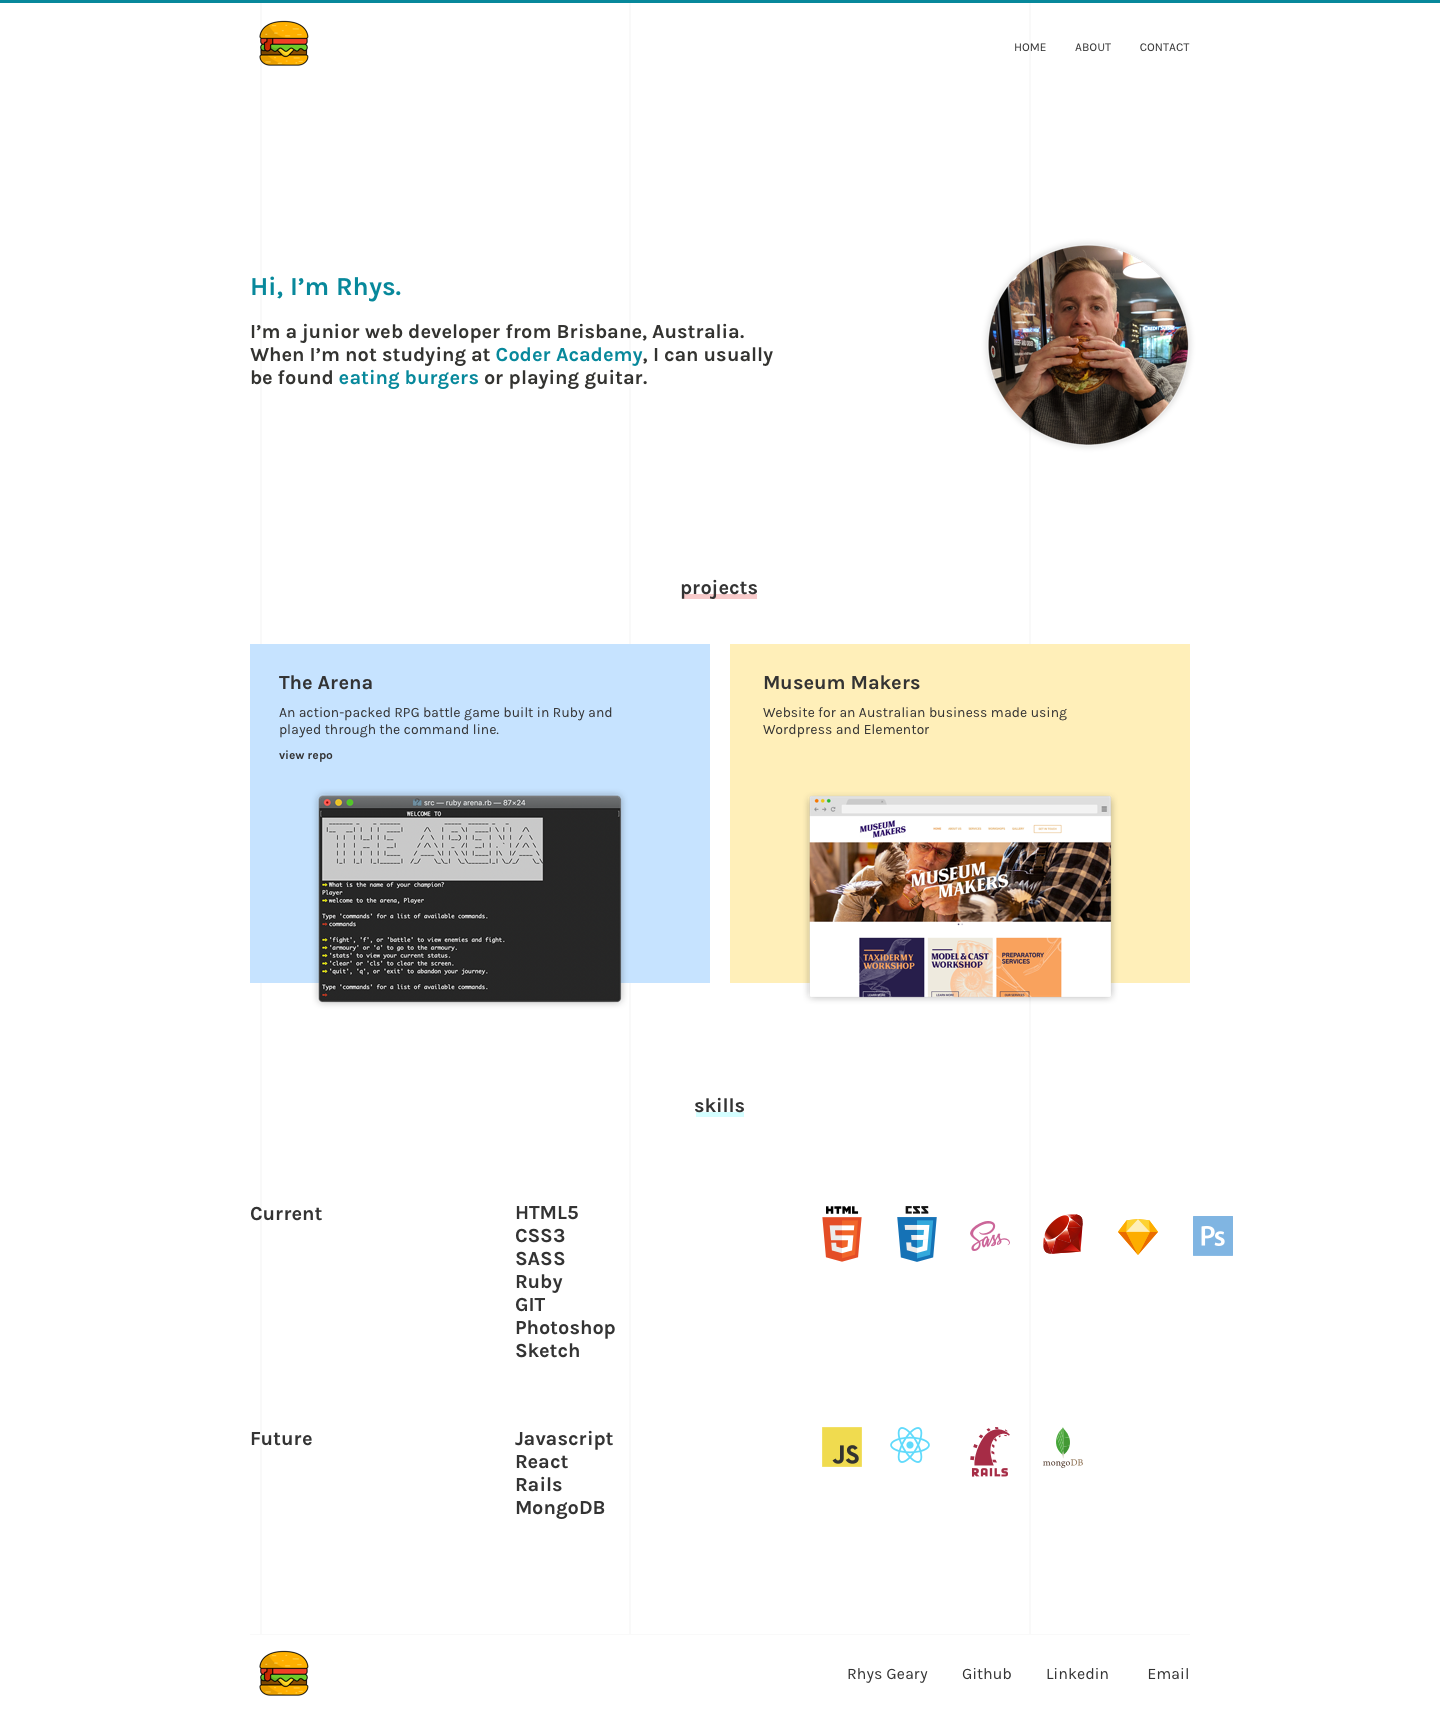 HOME ABOUT CONTACT
Hi, I’m Rhys.
I’m a junior web developer from Brisbane, Australia.
When I’m not studying at Coder Academy, I can usually
be found eating burgers or playing guitar.
projects
The Arena
An action-packed RPG battle game built in Ruby and
played through the command line.
view repo
src — ruby arena.rb — 87×24
WELCOME TO
What is the name of your champion?
Player
welcome to the arena, Player
Type 'commands' for a list of available commands.
commands
'fight', 'f', or 'battle' to view enemies and fight.
'armoury' or 'a' to go to the armoury.
'stats' to view your current status.
'clear' or 'cls' to clear the screen.
'quit', 'q', or 'exit' to abandon your journey.
Type 'commands' for a list of available commands.
Museum Makers
Website for an Australian business made using
Wordpress and Elementor
MUSEUM
MAKERS
MUSEUM
MAKERS
TAXIDERMY
WORKSHOP
MODEL & CAST
WORKSHOP
PREPARATORY
SERVICES
LEARN MORE
LEARN MORE
OUR SERVICES
skills
Current
HTML5
CSS3
SASS
Ruby
GIT
Photoshop
Sketch
HTML
5
CSS
3
Sass
Ps
Future
Javascript
React
Rails
MongoDB
JS
RAILS
mongoDB
Rhys Geary Github Linkedin Email